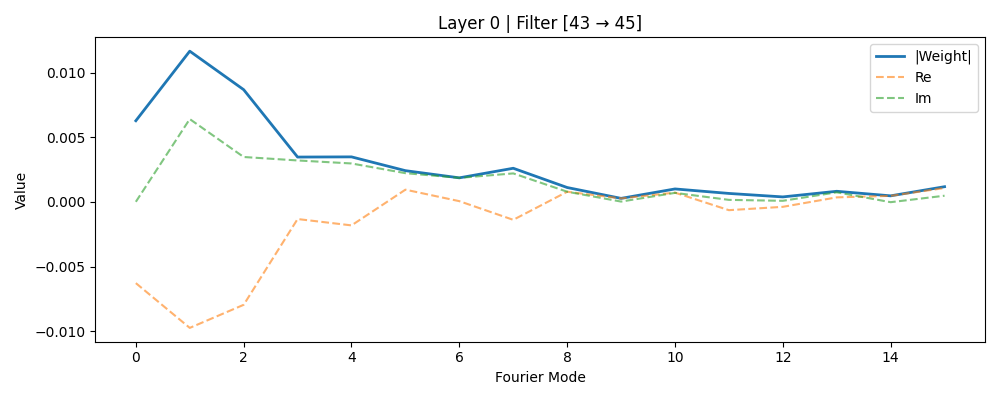 Layer 0 | Filter [43 → 45]
|Weight|
Re
Im
0.010
0.005
0.000
−0.005
−0.010
Value
0 2 4 6 8 10 12 14
Fourier Mode